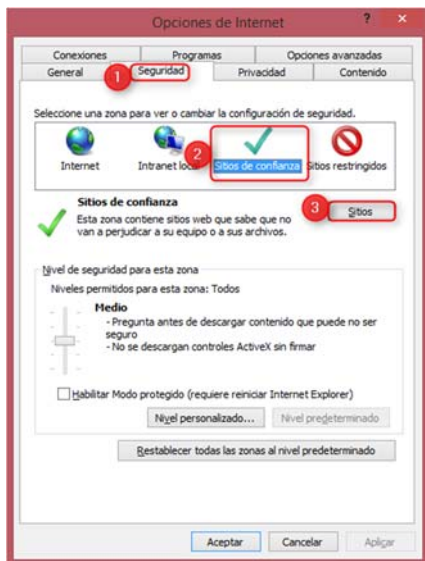 Opciones de Internet ? ×
Conexiones Programas Opciones avanzadas
General Seguridad Privacidad Contenido
1
Seleccione una zona para ver o cambiar la configuración de seguridad.
2
Internet Intranet local Sitios de confianza Sitios restringidos
Sitios de confianza
3 Sitios
Esta zona contiene sitios web que sabe que no
van a perjudicar a su equipo o a sus archivos.
Nivel de seguridad para esta zona
Niveles permitidos para esta zona: Todos
Medio
- Pregunta antes de descargar contenido que puede no ser
seguro
- No se descargan controles ActiveX sin firmar
Habilitar Modo protegido (requiere reiniciar Internet Explorer)
Nivel personalizado... Nivel predeterminado
Restablecer todas las zonas al nivel predeterminado
Aceptar Cancelar Aplicar